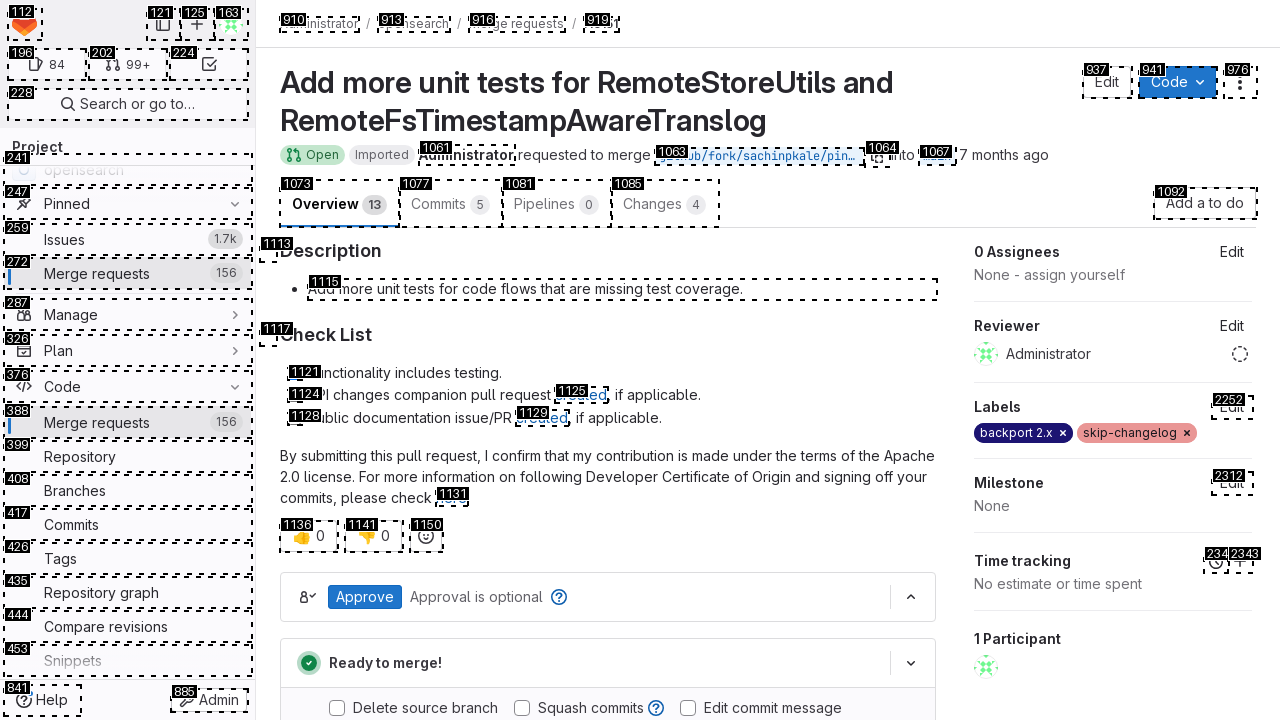 112
121
125
163
196
84
202
99+
224
228
Search or go to…
Project
241
opensearch
247
Pinned
259
Issues
1.7k
272
Merge requests
156
287
Manage
326
Plan
376
Code
388
Merge requests
156
399
Repository
408
Branches
417
Commits
426
Tags
435
Repository graph
444
Compare revisions
453
Snippets
841
Help
885
Admin
910
913
916
919
/ / /
Add more unit tests for RemoteStoreUtils and
RemoteFsTimestampAwareTranslog
937
Edit
941
Code
976
Open
Imported
1061
Administrator requested to merge
1063
1064
into
1067
7 months ago
1073
Overview 13
1077
Commits 5
1081
Pipelines 0
1085
Changes 4
1092
Add a to do
1113
Description
1115
Add more unit tests for code flows that are missing test coverage.
1117
Check List
1121
Functionality includes testing.
1124
API changes companion pull request
1125
created, if applicable.
1128
Public documentation issue/PR
1129
created, if applicable.
By submitting this pull request, I confirm that my contribution is made under the terms of the Apache
2.0 license. For more information on following Developer Certificate of Origin and signing off your
commits, please check
1131
1136
0
1141
0
1150
Approve
Approval is optional
Ready to merge!
Delete source branch
Squash commits
Edit commit message
0 Assignees
Edit
None - assign yourself
Reviewer
Edit
Administrator
Labels
2252
Edit
backport 2.x ×
skip-changelog ×
Milestone
2312
Edit
None
Time tracking
234
2343
No estimate or time spent
1 Participant